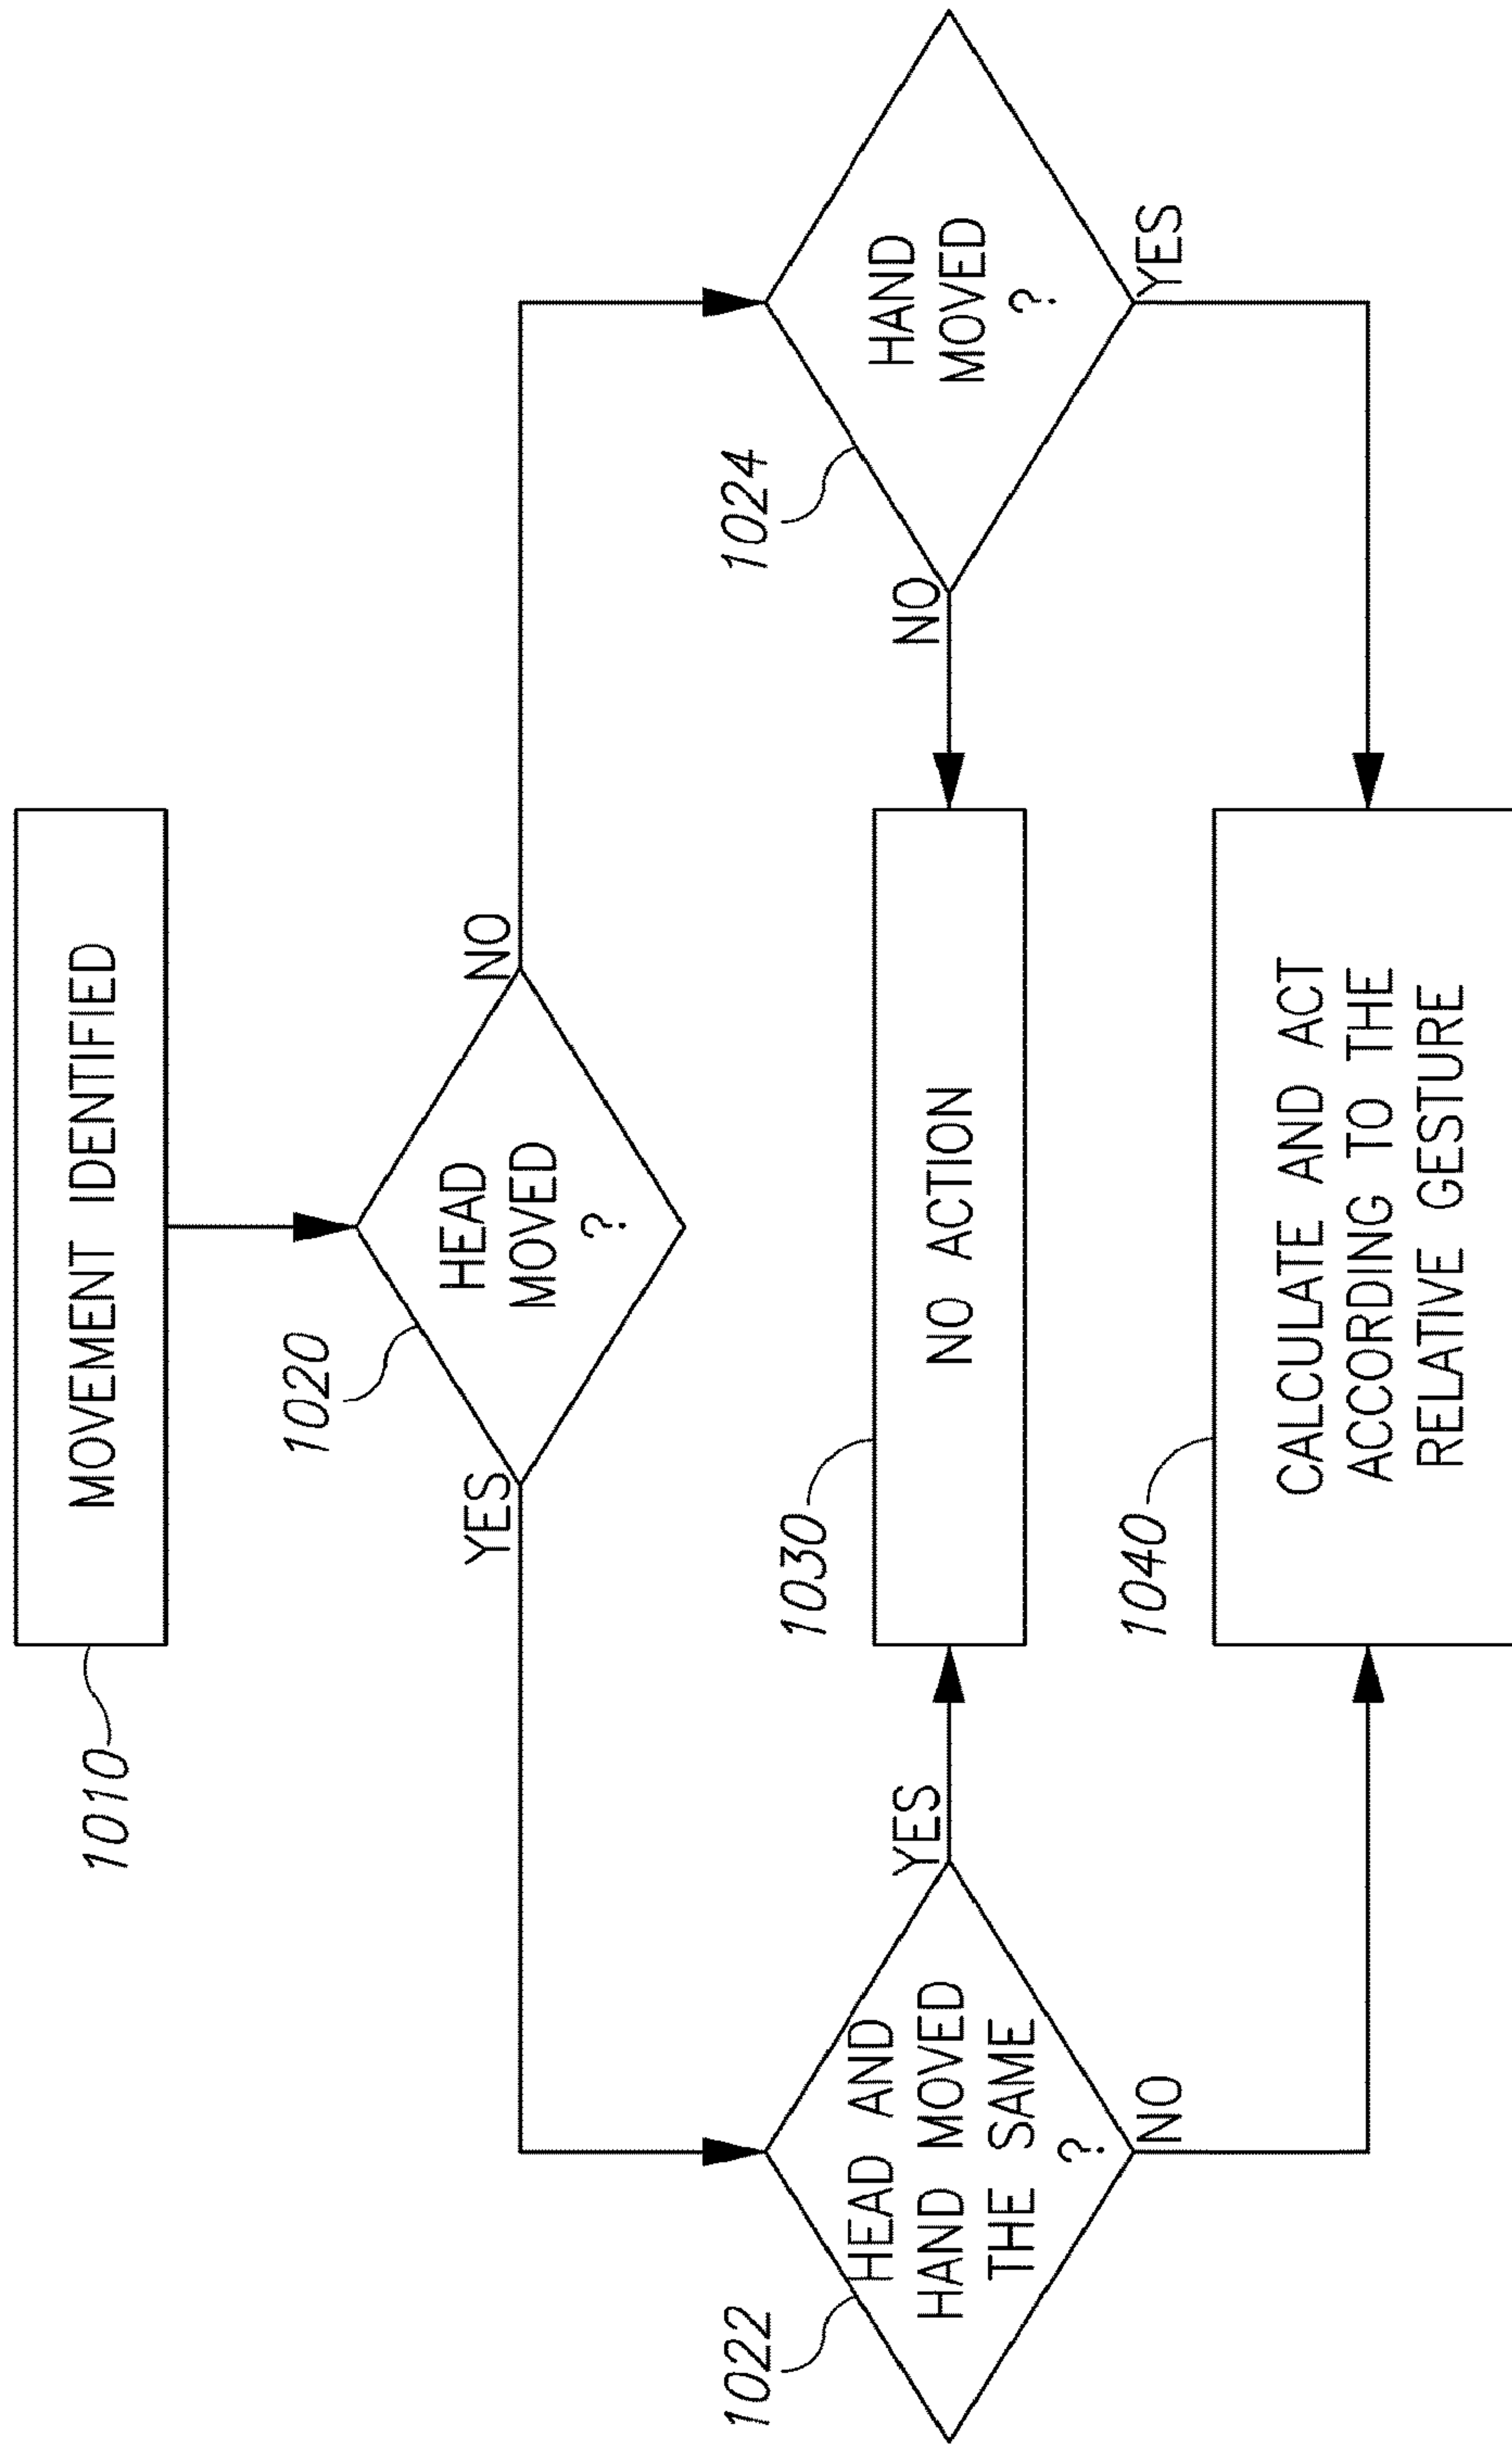 1010
MOVEMENT IDENTIFIED
1020
HEAD
MOVED
?
YES
NO
1022
HEAD AND
HAND MOVED
THE SAME
?
YES
NO
1030
NO ACTION
1024
HAND
MOVED
?
NO
YES
1040
CALCULATE AND ACT
ACCORDING TO THE
RELATIVE GESTURE